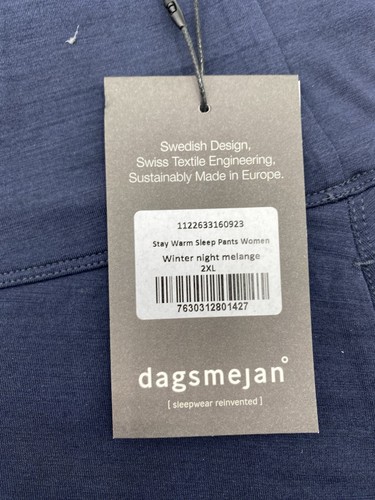 Swedish Design,
Swiss Textile Engineering,
Sustainably Made in Europe.
1122633160923
Stay Warm Sleep Pants Women
Winter night melange
2XL
7630312801427
dagsmejan°
[ sleepwear reinvented ]